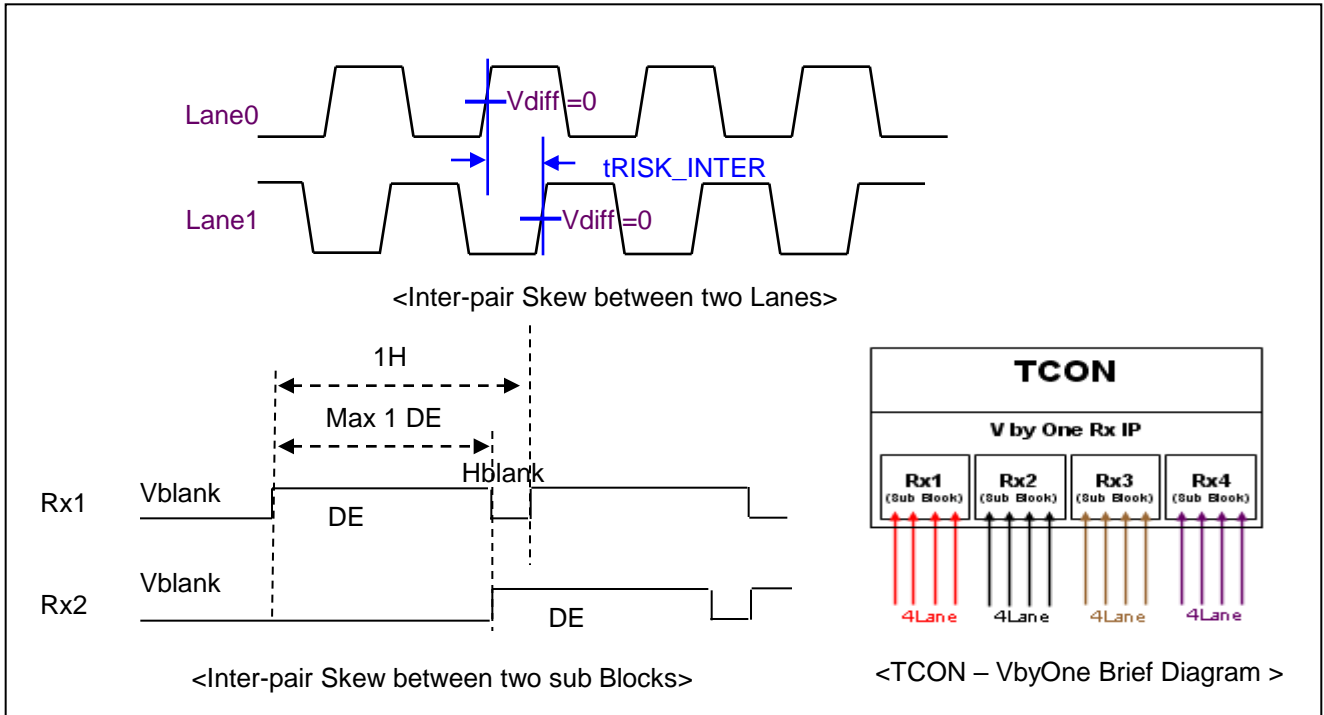 Lane0
Vdiff =0
tRISK_INTER
Lane1
Vdiff =0
<Inter-pair Skew between two Lanes>
1H
Max 1 DE
Hblank
Rx1
Vblank
DE
Rx2
Vblank
DE
<Inter-pair Skew between two sub Blocks>
TCON
V by One Rx IP
Rx1
(Sub Block)
Rx2
(Sub Block)
Rx3
(Sub Block)
Rx4
(Sub Block)
4Lane
4Lane
4Lane
4Lane
<TCON – VbyOne Brief Diagram >